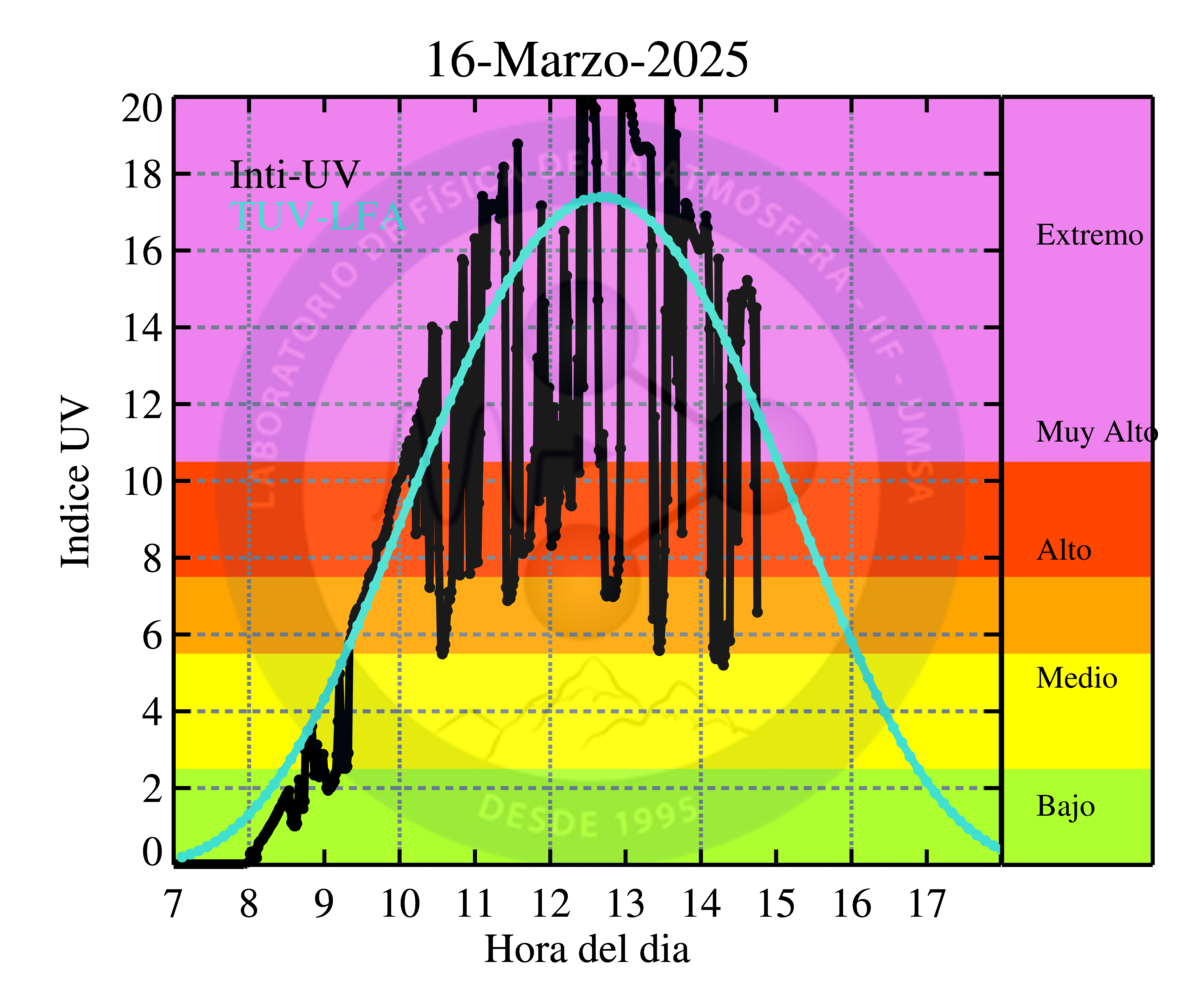 16-Marzo-2025
20
18
16
14
12
10
8
6
4
2
0
Indice UV
Inti-UV
TUV-LFA
LABORATORIO DE FÍSICA DE LA ATMÓSFERA - IIF - UMSA
DESDE 1995
Extremo
Muy Alto
Alto
Medio
Bajo
7 8 9 10 11 12 13 14 15 16 17
Hora del dia